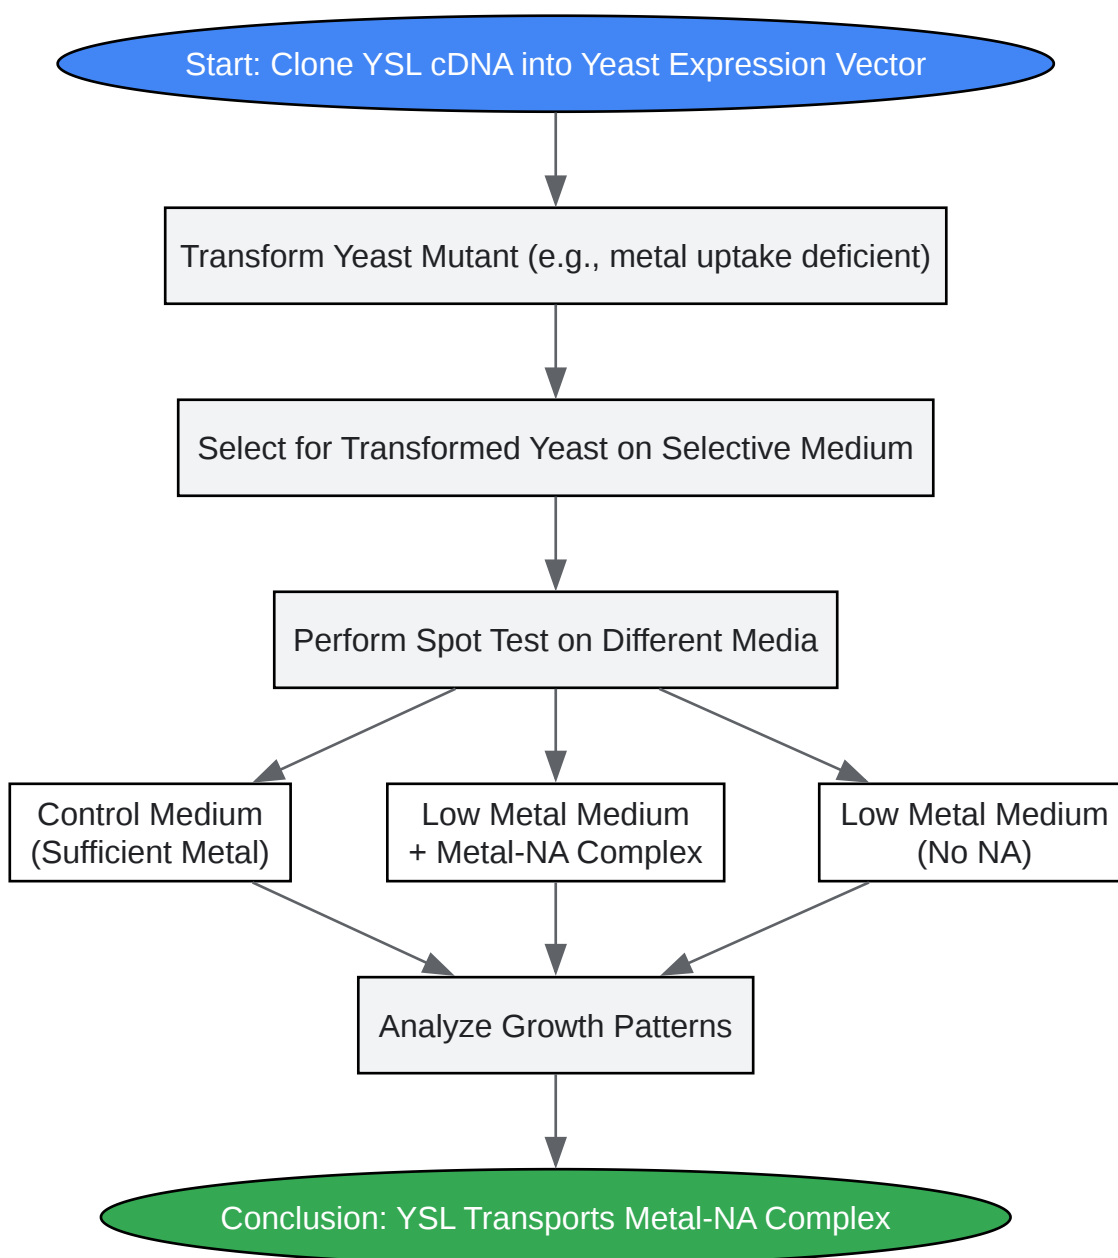 Start: Clone YSL cDNA into Yeast Expression Vector
Transform Yeast Mutant (e.g., metal uptake deficient)
Select for Transformed Yeast on Selective Medium
Perform Spot Test on Different Media
Control Medium
(Sufficient Metal)
Low Metal Medium
+ Metal-NA Complex
Low Metal Medium
(No NA)
Analyze Growth Patterns
Conclusion: YSL Transports Metal-NA Complex